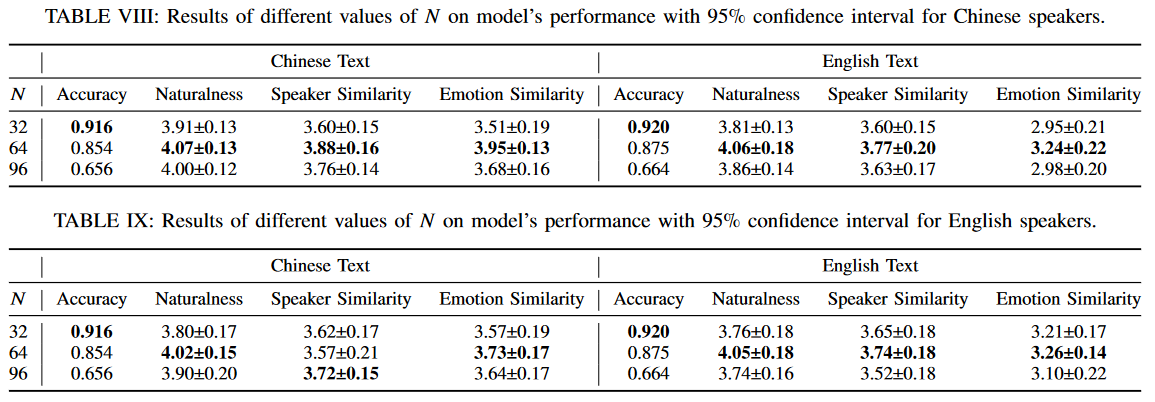 TABLE VIII: Results of different values of N on model's performance with 95% confidence interval for Chinese speakers.
Chinese Text English Text
N Accuracy Naturalness Speaker Similarity Emotion Similarity Accuracy Naturalness Speaker Similarity Emotion Similarity
32 0.916 3.91±0.13 3.60±0.15 3.51±0.19 0.920 3.81±0.13 3.60±0.15 2.95±0.21
64 0.854 4.07±0.13 3.88±0.16 3.95±0.13 0.875 4.06±0.18 3.77±0.20 3.24±0.22
96 0.656 4.00±0.12 3.76±0.14 3.68±0.16 0.664 3.86±0.14 3.63±0.17 2.98±0.20
TABLE IX: Results of different values of N on model's performance with 95% confidence interval for English speakers.
Chinese Text English Text
N Accuracy Naturalness Speaker Similarity Emotion Similarity Accuracy Naturalness Speaker Similarity Emotion Similarity
32 0.916 3.80±0.17 3.62±0.17 3.57±0.19 0.920 3.76±0.18 3.65±0.18 3.21±0.17
64 0.854 4.02±0.15 3.57±0.21 3.73±0.17 0.875 4.05±0.18 3.74±0.18 3.26±0.14
96 0.656 3.90±0.20 3.72±0.15 3.64±0.17 0.664 3.74±0.16 3.52±0.18 3.10±0.22